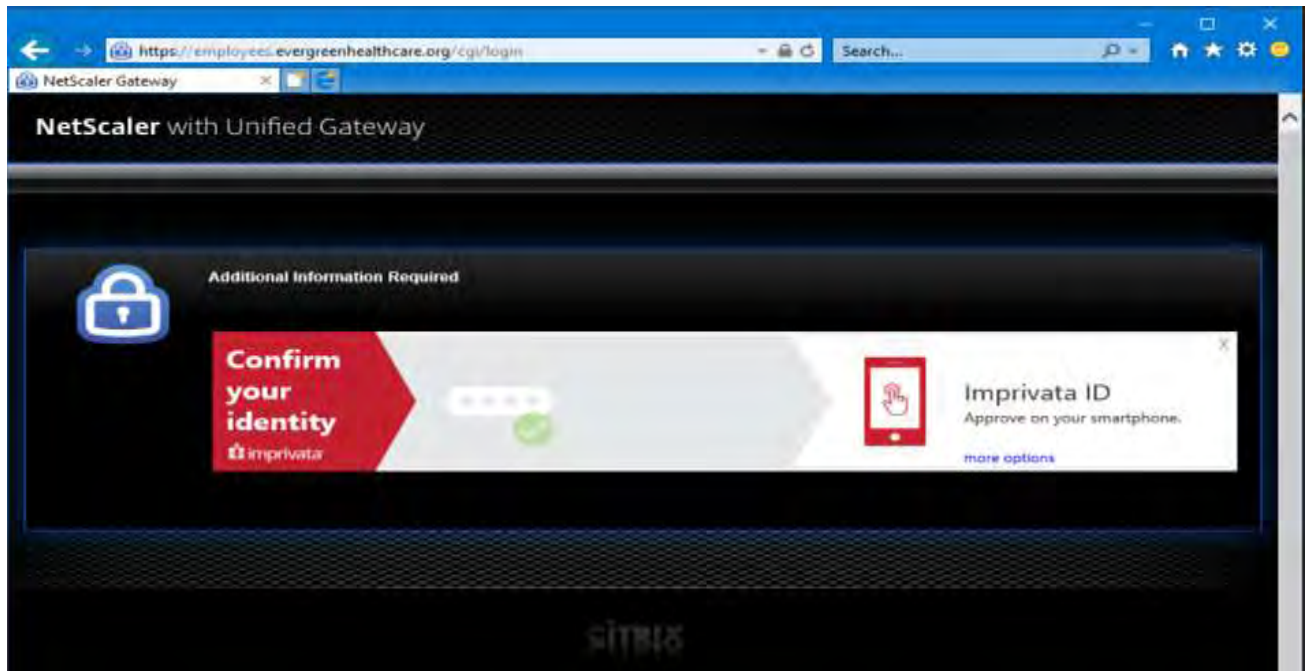 https://employees.evergreenhealthcare.org/cgi/login
Search...
NetScaler Gateway
NetScaler with Unified Gateway
Additional Information Required
Confirm
your
identity
imprivata
Imprivata ID
Approve on your smartphone.
more options
CITRIX